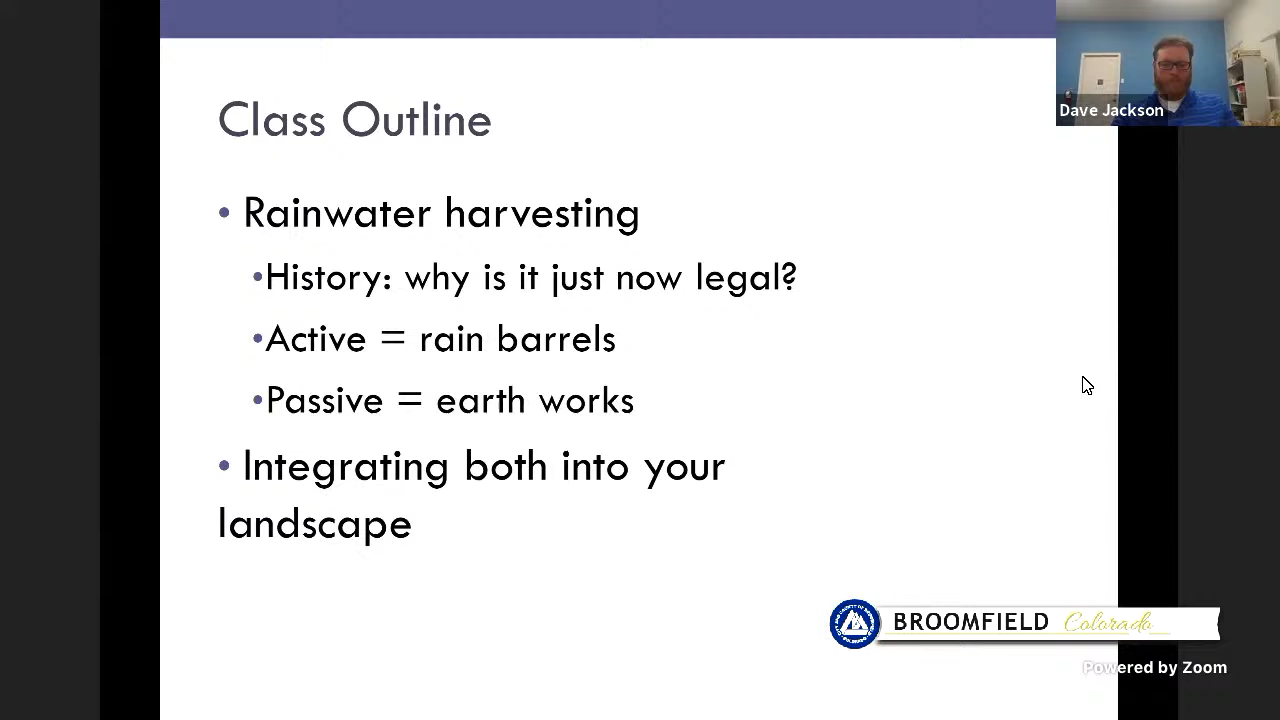 Class Outline
Dave Jackson
• Rainwater harvesting
•History: why is it just now legal?
•Active = rain barrels
•Passive = earth works
• Integrating both into your
landscape
BROOMFIELD Colorado
Powered by Zoom